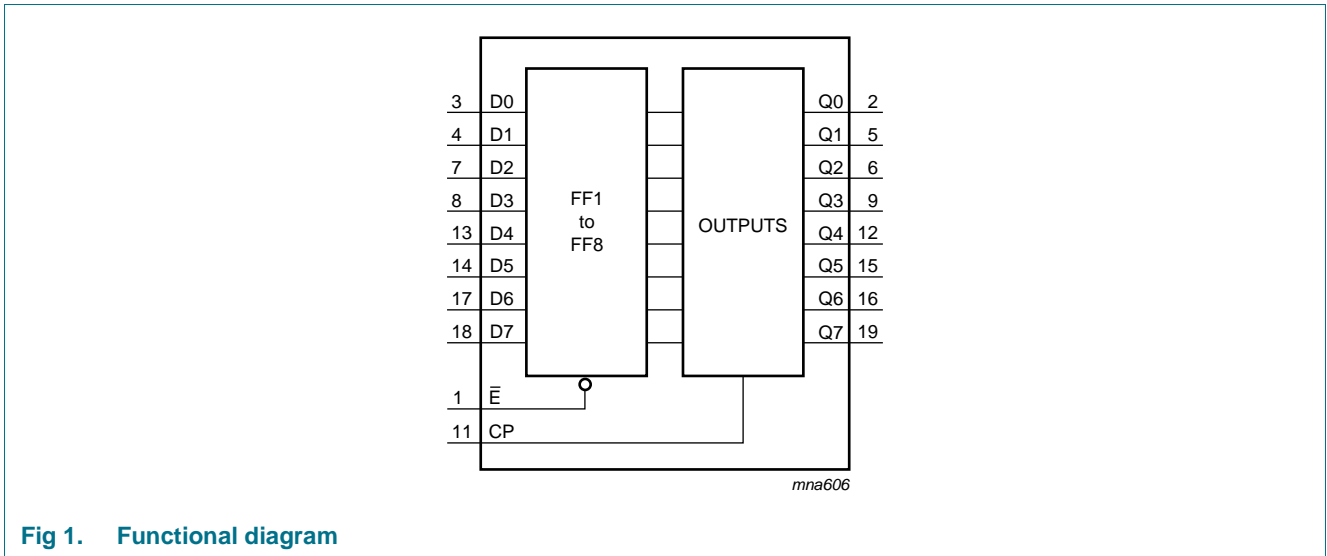 3 D0 Q0 2
4 D1 Q1 5
7 D2 Q2 6
8 D3 FF1 Q3 9
to OUTPUTS
13 D4 FF8 Q4 12
14 D5 Q5 15
17 D6 Q6 16
18 D7 Q7 19
1 E̅
11 CP
mna606
Fig 1. Functional diagram